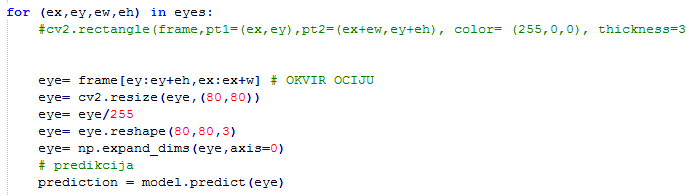 for (ex,ey,ew,eh) in eyes:
#cv2.rectangle(frame,pt1=(ex,ey),pt2=(ex+ew,ey+eh), color= (255,0,0), thickness=3
eye= frame[ey:ey+eh,ex:ex+w] # OKVIR OCIJU
eye= cv2.resize(eye,(80,80))
eye= eye/255
eye= eye.reshape(80,80,3)
eye= np.expand_dims(eye,axis=0)
# predikcija
prediction = model.predict(eye)